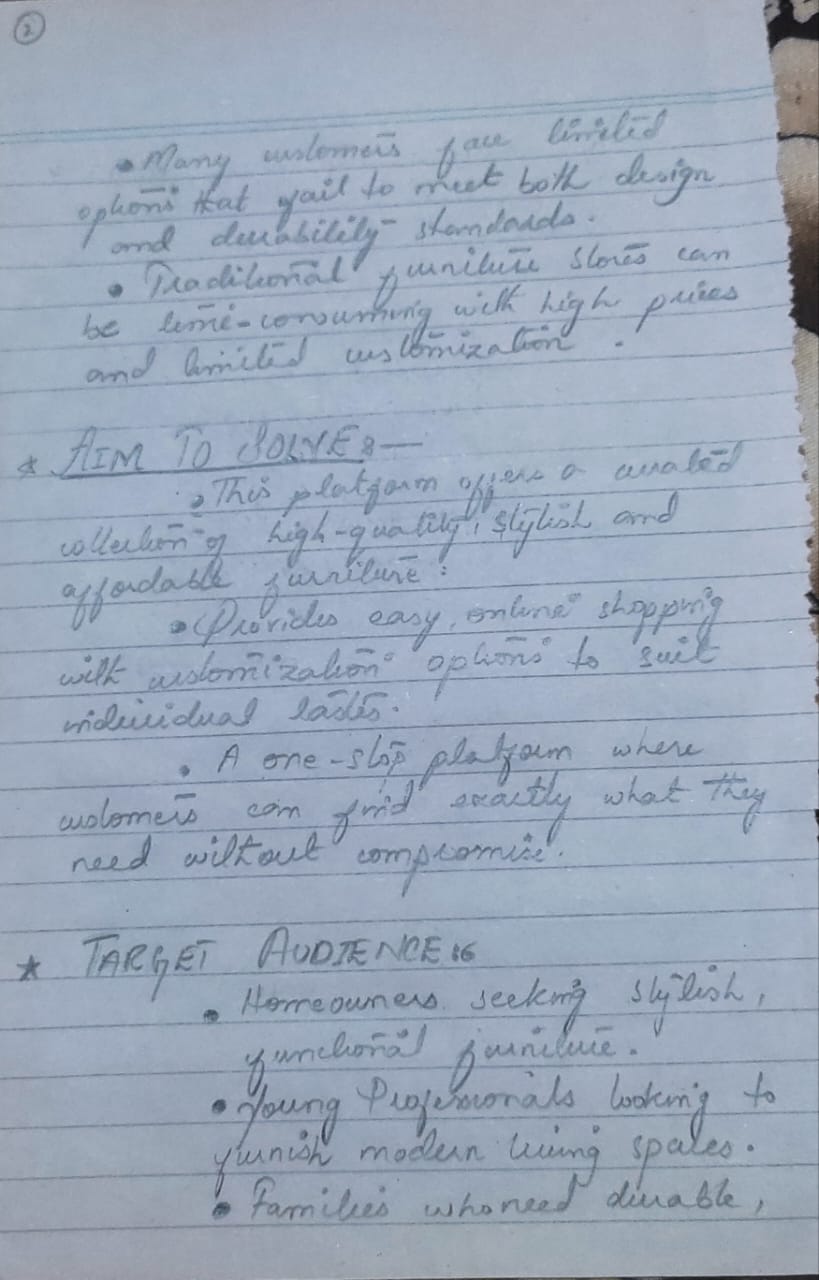 2
• Many customers face limited
options that fail to meet both design
and durability standards.
• Traditional furniture stores can
be time-consuming with high prices
and limited customization.
* AIM TO SOLVE :—
• This platform offers a curated
collection of high-quality, stylish and
affordable furniture.
• Provides easy, online shopping
with customization options to suit
individual tastes.
• A one-stop platform where
customers can find exactly what they
need without compromise.
* TARGET AUDIENCE :-
• Homeowners seeking stylish,
functional furniture.
• Young Professionals looking to
furnish modern living spaces.
• Families who need durable,